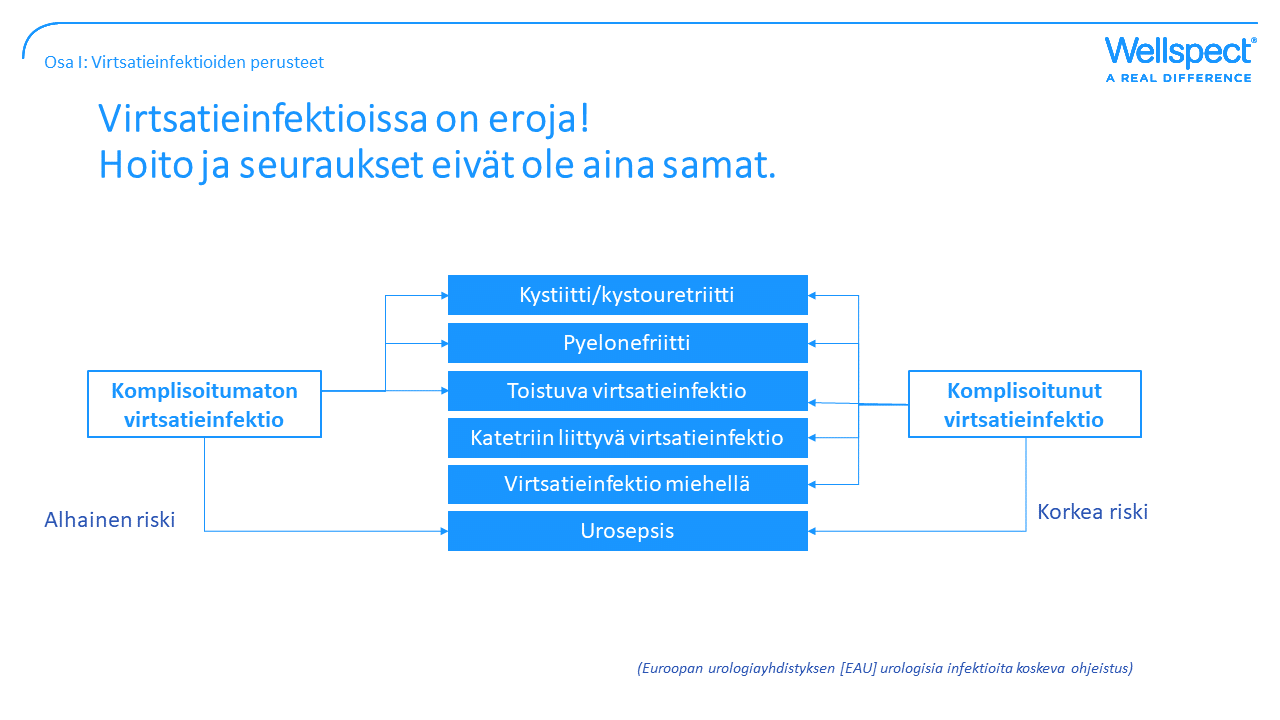 Osa I: Virtsatieinfektioiden perusteet
Wellspect®
A REAL DIFFERENCE
Virtsatieinfektioissa on eroja!
Hoito ja seuraukset eivät ole aina samat.
Kystiitti/kystouretriitti
Pyelonefriitti
Toistuva virtsatieinfektio
Katetriin liittyvä virtsatieinfektio
Virtsatieinfektio miehellä
Urosepsis
Komplisoitumaton
virtsatieinfektio
Komplisoitunut
virtsatieinfektio
Alhainen riski
Korkea riski
(Euroopan urologiayhdistyksen [EAU] urologisia infektioita koskeva ohjeistus)